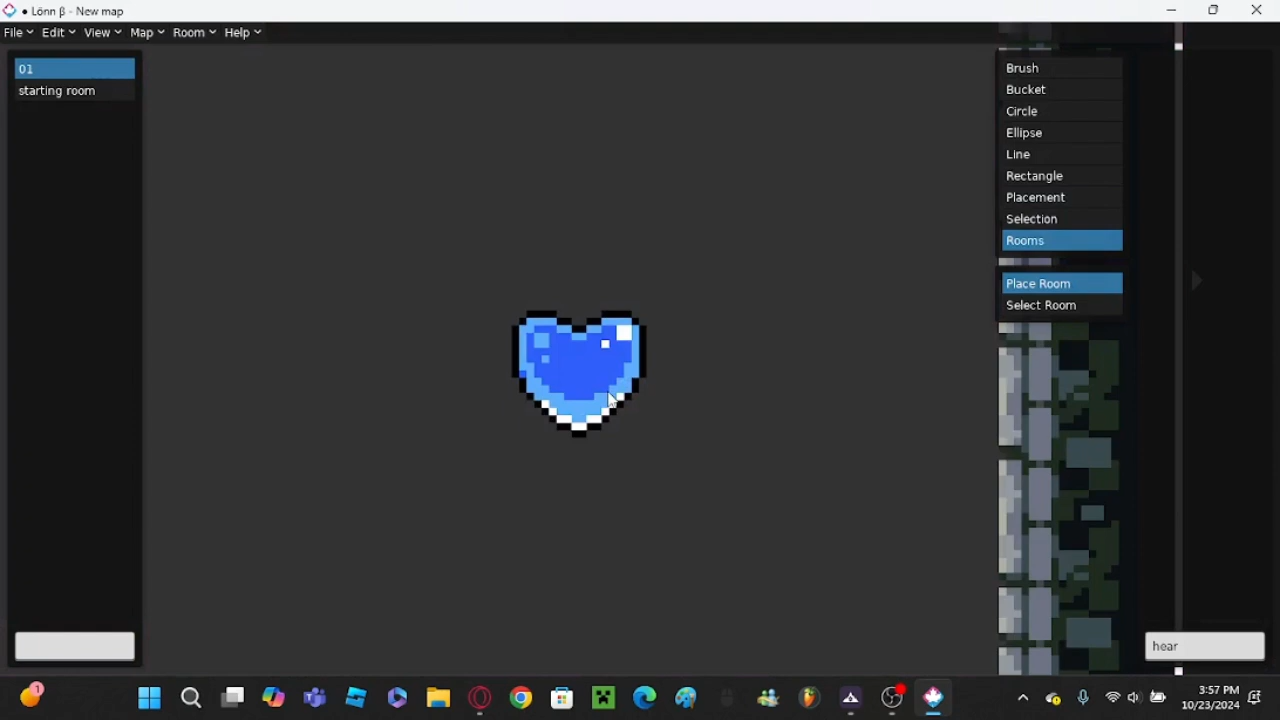 ● Lönn β - New map
File Edit View Map Room Help
01
starting room
Brush
Bucket
Circle
Ellipse
Line
Rectangle
Placement
Selection
Rooms
Place Room
Select Room
hear
1
3:57 PM
10/23/2024